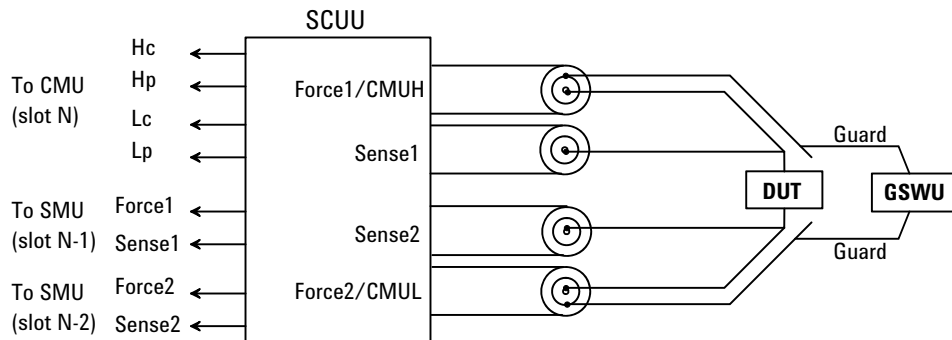 SCUU
Hc
Hp
To CMU
(slot N)
Lc
Lp
Force1/CMUH
Sense1
Sense2
Force2/CMUL
To SMU
(slot N-1)
Force1
Sense1
To SMU
(slot N-2)
Force2
Sense2
Guard
DUT
GSWU
Guard